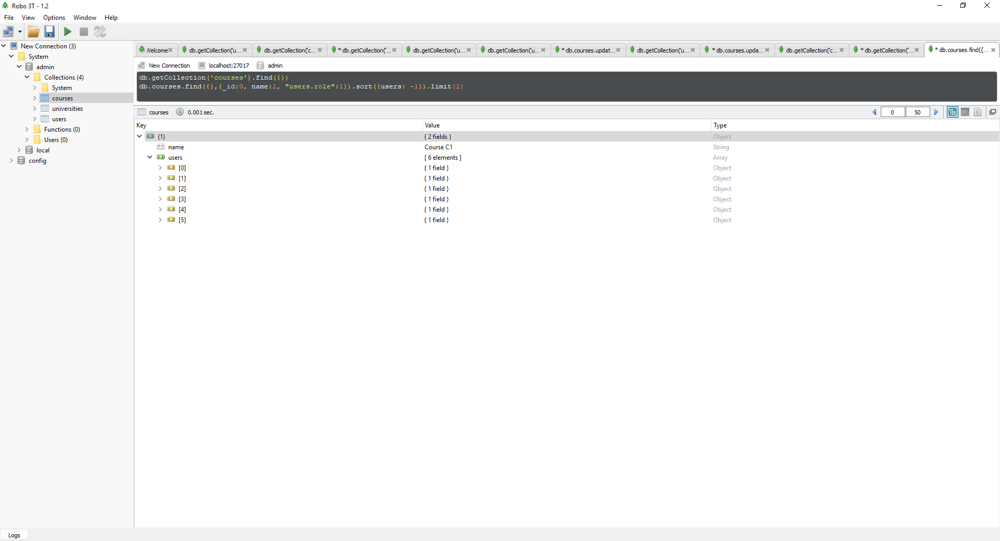 Robo 3T - 1.2
File View Options Window Help
New Connection (3)
System
admin
Collections (4)
System
courses
universities
users
Functions (0)
Users (0)
local
config
Welcome db.getCollection('u... db.getCollection('c... * db.getCollection('... db.getCollection('u... db.getCollection('u... * db.courses.updat... db.getCollection('u... * db.courses.upda... db.getCollection('c... * db.getCollection('... * db.courses.find({...
New Connection localhost:27017 admin
db.getCollection('courses').find({})
db.courses.find({},{_id:0, name:1, "users.role":1}).sort({users: -1}).limit(1)
courses 0.001 sec. 0 50
Key Value Type
(1) { 2 fields } Object
name Course C1 String
users [ 6 elements ] Array
[0] { 1 field } Object
[1] { 1 field } Object
[2] { 1 field } Object
[3] { 1 field } Object
[4] { 1 field } Object
[5] { 1 field } Object
Logs